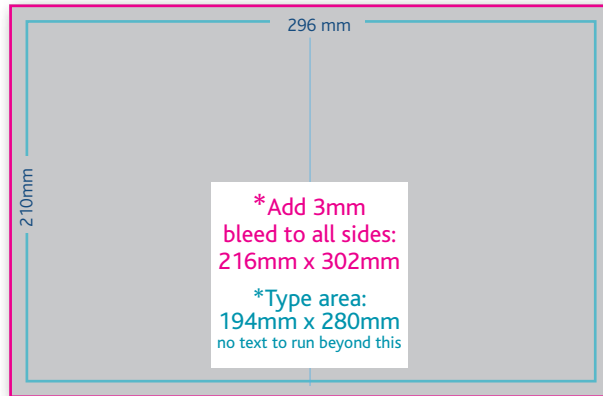 296 mm
210mm
*Add 3mm
bleed to all sides:
216mm x 302mm
*Type area:
194mm x 280mm
no text to run beyond this